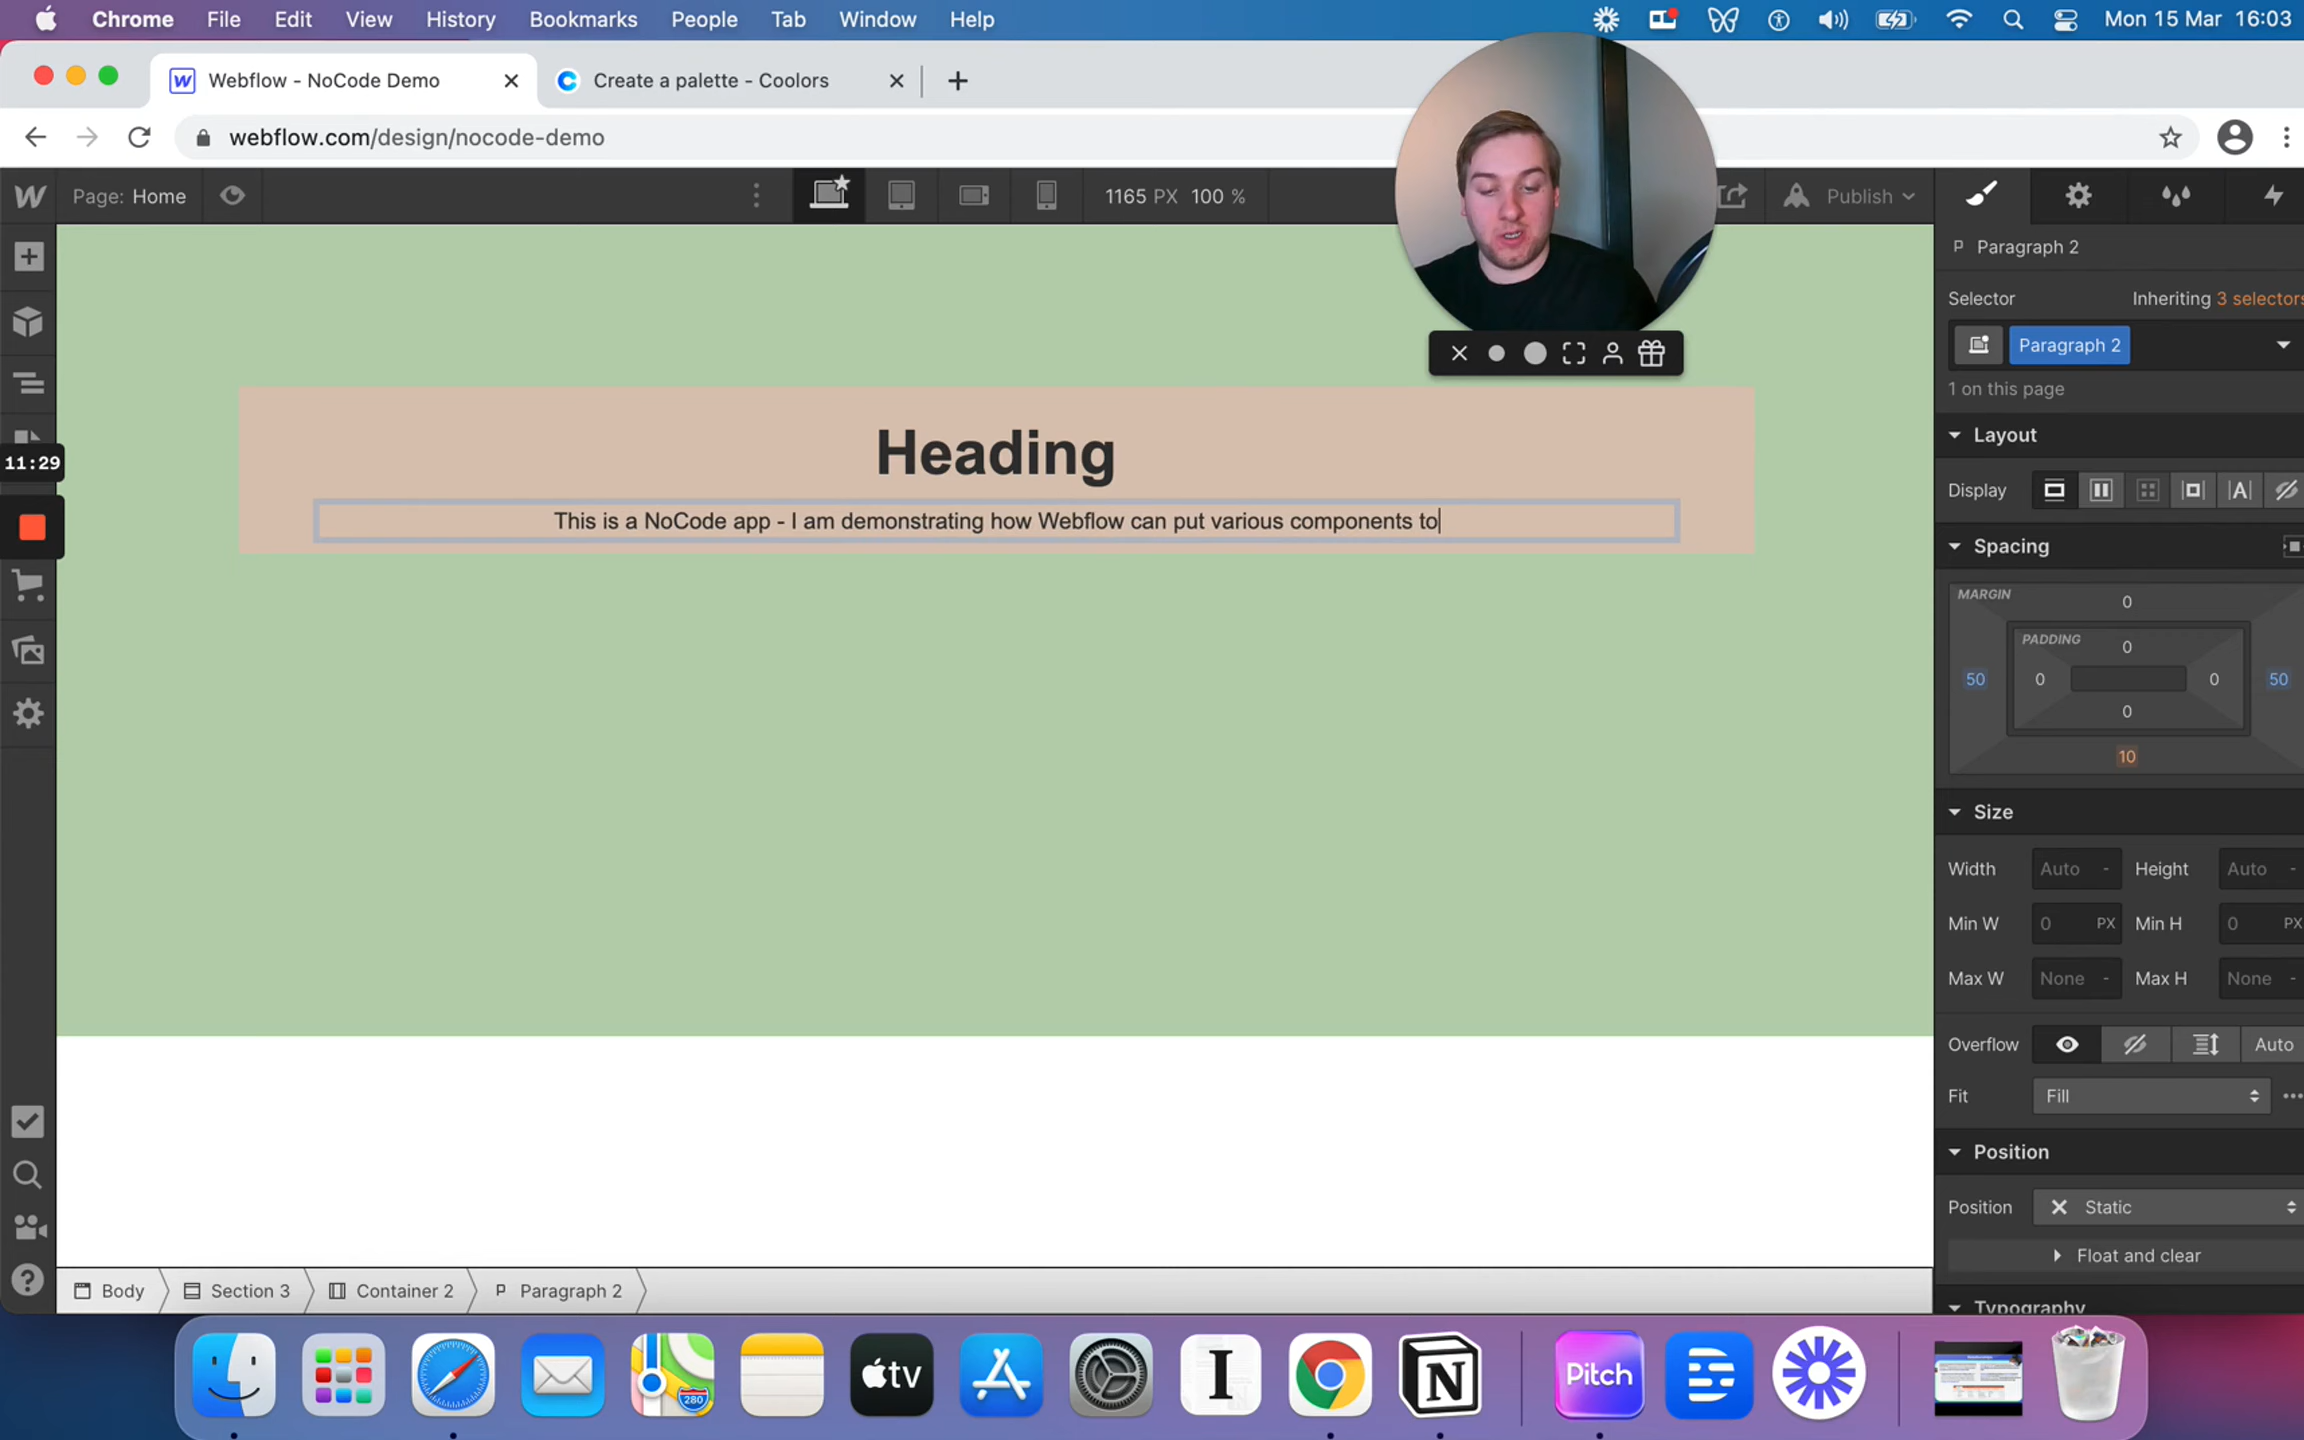 Chrome File Edit View History Bookmarks People Tab Window Help Mon 15 Mar 16:03
Webflow - NoCode Demo
Create a palette - Coolors
webflow.com/design/nocode-demo
Page: Home
1165 PX 100 %
Publish
Paragraph 2
Selector
Inheriting 3 selectors
Paragraph 2
1 on this page
Layout
Display
Spacing
MARGIN
0
PADDING
0
50
0
0
50
0
10
Size
Width Auto - Height Auto -
Min W 0 PX Min H 0 PX
Max W None - Max H None -
Overflow Auto
Fit Fill
Position
Position Static
Float and clear
Typography
11:29
Heading
This is a NoCode app - I am demonstrating how Webflow can put various components to
Body Section 3 Container 2 P Paragraph 2
280
tv
Pitch